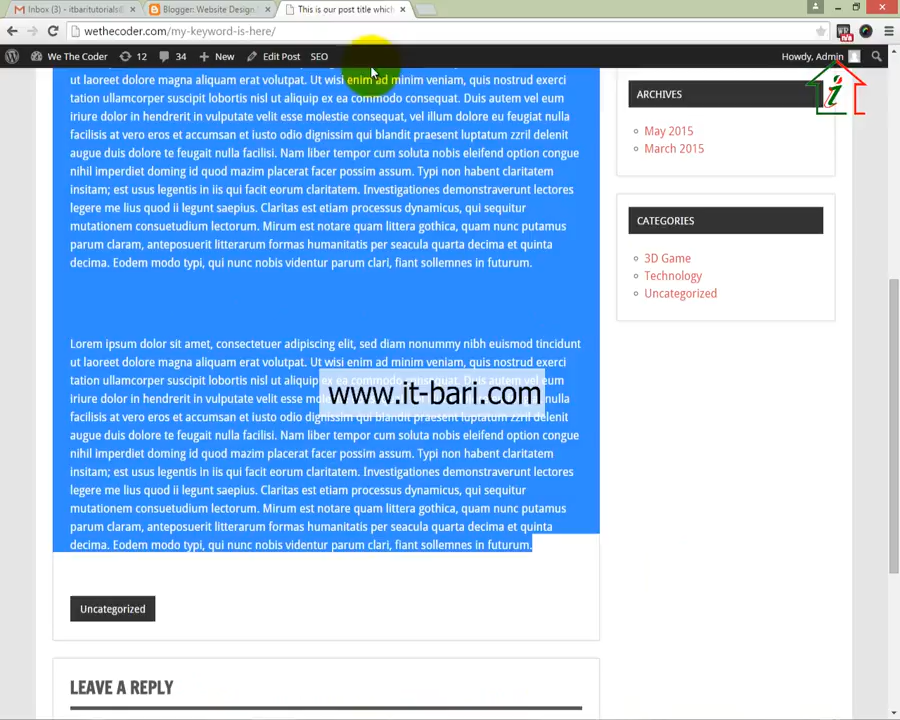 Inbox (3) - itbaritutorials@
Blogger: Website Design
This is our post title which
wethecoder.com/my-keyword-is-here/
We The Coder 12 34 New Edit Post SEO Howdy, Admin
ut laoreet dolore magna aliquam erat volutpat. Ut wisi enim ad minim veniam, quis nostrud exerci
tation ullamcorper suscipit lobortis nisl ut aliquip ex ea commodo consequat. Duis autem vel eum
iriure dolor in hendrerit in vulputate velit esse molestie consequat, vel illum dolore eu feugiat nulla
facilisis at vero eros et accumsan et iusto odio dignissim qui blandit praesent luptatum zzril delenit
augue duis dolore te feugait nulla facilisi. Nam liber tempor cum soluta nobis eleifend option congue
nihil imperdiet doming id quod mazim placerat facer possim assum. Typi non habent claritatem
insitam; est usus legentis in iis qui facit eorum claritatem. Investigationes demonstraverunt lectores
legere me lius quod ii legunt saepius. Claritas est etiam processus dynamicus, qui sequitur
mutationem consuetudium lectorum. Mirum est notare quam littera gothica, quam nunc putamus
parum claram, anteposuerit litterarum formas humanitatis per seacula quarta decima et quinta
decima. Eodem modo typi, qui nunc nobis videntur parum clari, fiant sollemnes in futurum.
Lorem ipsum dolor sit amet, consectetuer adipiscing elit, sed diam nonummy nibh euismod tincidunt
ut laoreet dolore magna aliquam erat volutpat. Ut wisi enim ad minim veniam, quis nostrud exerci
tation ullamcorper suscipit lobortis nisl ut aliquip ex ea commodo consequat. Duis autem vel eum
iriure dolor in hendrerit in vulputate velit esse
facilisis at vero eros et accumsan et iusto odio dignissim qui blandit praesent luptatum zzril delenit
augue duis dolore te feugait nulla facilisi. Nam liber tempor cum soluta nobis eleifend option congue
nihil imperdiet doming id quod mazim placerat facer possim assum. Typi non habent claritatem
insitam; est usus legentis in iis qui facit eorum claritatem. Investigationes demonstraverunt lectores
legere me lius quod ii legunt saepius. Claritas est etiam processus dynamicus, qui sequitur
mutationem consuetudium lectorum. Mirum est notare quam littera gothica, quam nunc putamus
parum claram, anteposuerit litterarum formas humanitatis per seacula quarta decima et quinta
decima. Eodem modo typi, qui nunc nobis videntur parum clari, fiant sollemnes in futurum.
www.it-bari.com
Uncategorized
LEAVE A REPLY
ARCHIVES
May 2015
March 2015
CATEGORIES
3D Game
Technology
Uncategorized